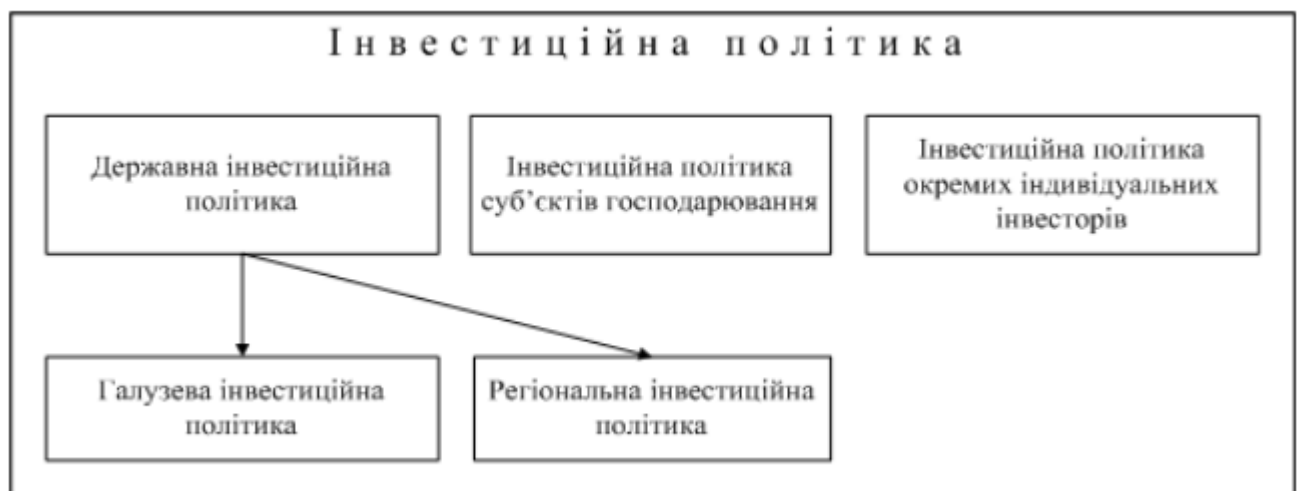 Інвестиційна політика
Державна інвестиційна
політика
Інвестиційна політика
суб’єктів господарювання
Інвестиційна політика
окремих індивідуальних
інвесторів
Галузева інвестиційна
політика
Регіональна інвестиційна
політика